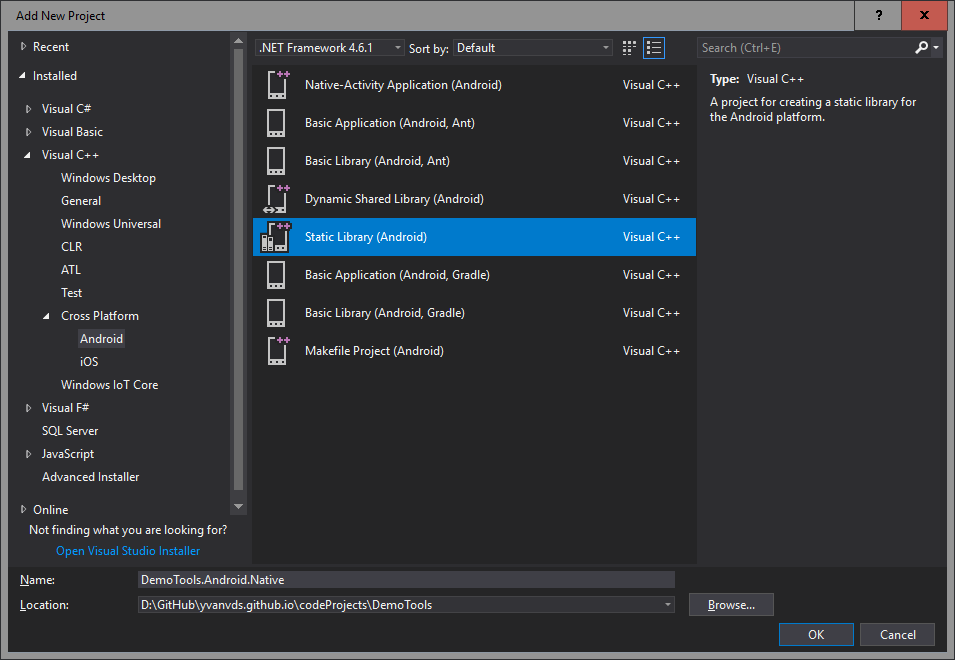 Add New Project
?
x
Recent
Installed
Visual C#
Visual Basic
Visual C++
Windows Desktop
General
Windows Universal
CLR
ATL
Test
Cross Platform
Android
iOS
Windows IoT Core
Visual F#
SQL Server
JavaScript
Advanced Installer
Online
Not finding what you are looking for?
Open Visual Studio Installer
.NET Framework 4.6.1
Sort by: Default
Native-Activity Application (Android) Visual C++
Basic Application (Android, Ant) Visual C++
Basic Library (Android, Ant) Visual C++
Dynamic Shared Library (Android) Visual C++
Static Library (Android) Visual C++
Basic Application (Android, Gradle) Visual C++
Basic Library (Android, Gradle) Visual C++
Makefile Project (Android) Visual C++
Search (Ctrl+E)
Type: Visual C++
A project for creating a static library for
the Android platform.
Name: DemoTools.Android.Native
Location: D:\GitHub\yvanvds.github.io\codeProjects\DemoTools
Browse...
OK
Cancel